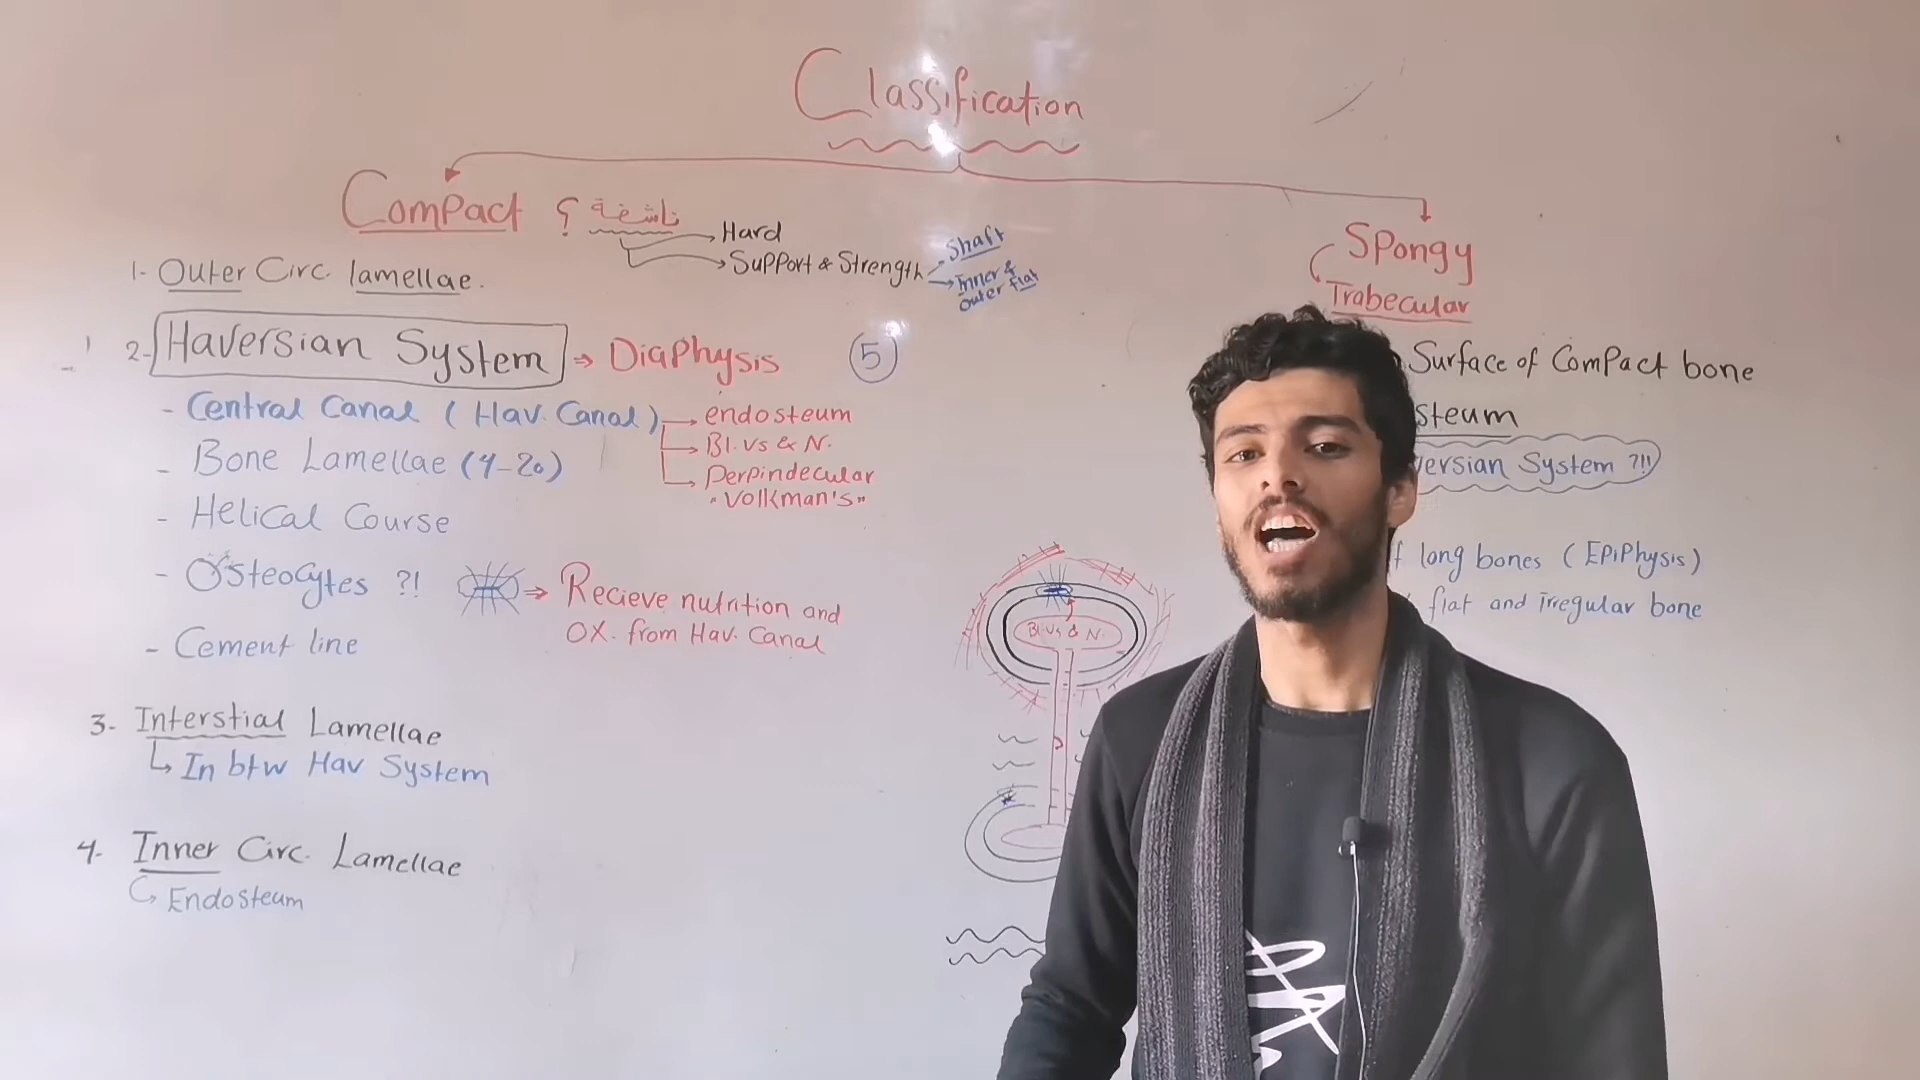 Classification
Compact ؟ ناشفة
Hard
Support & Strength
Shaft
Inner &
outer flat
1- Outer Circ. lamellae.
2- Haversian System ⇒ Diaphysis
5
- Central Canal ( Hav. Canal )
endosteum
Bl.vs & N.
Perpindecular
"Volkman's"
- Bone Lamellae (4-20)
- Helical Course
- Osteocytes ?! ⇒ Recieve nutrition and
OX. from Hav. Canal
- Cement line
3- Interstial Lamellae
In btw Hav System
4- Inner Circ. Lamellae
Endosteum
Bl.vs & N.
Spongy
Trabecular
Surface of Compact bone
steum
versian System ?!!
f long bones ( EPiPhysis )
flat and irregular bone